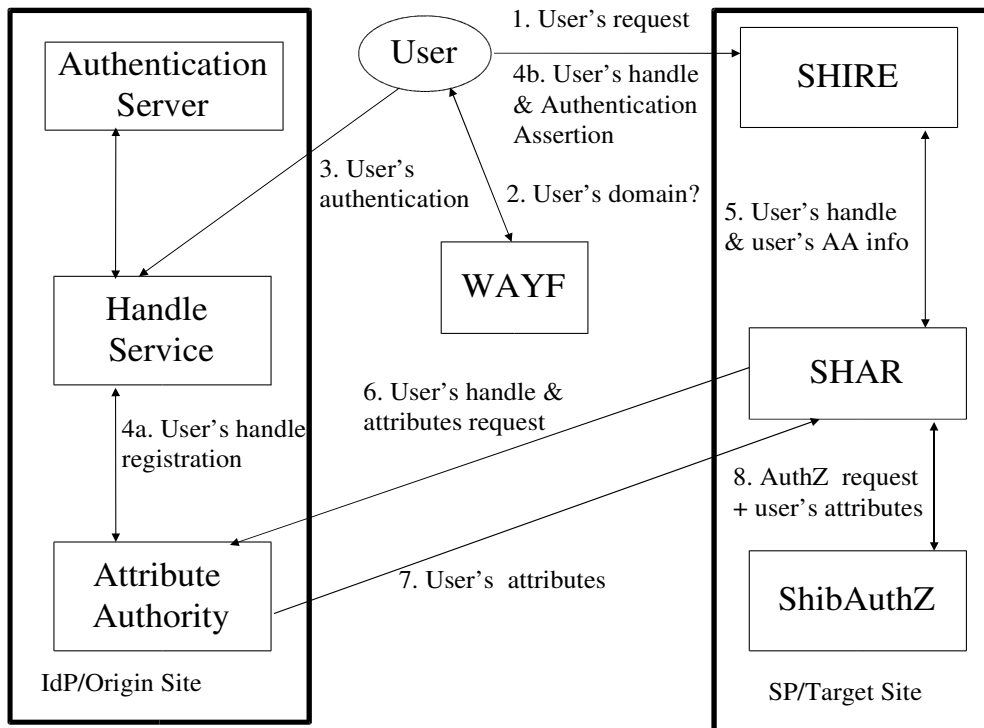 1. User's request
User
Authentication
Server
SHIRE
4b. User's handle
& Authentication
Assertion
3. User's
authentication
2. User's domain?
5. User's handle
& user's AA info
WAYF
Handle
Service
SHAR
6. User's handle &
attributes request
4a. User's handle
registration
8. AuthZ request
+ user's attributes
Attribute
Authority
7. User's attributes
ShibAuthZ
IdP/Origin Site
SP/Target Site